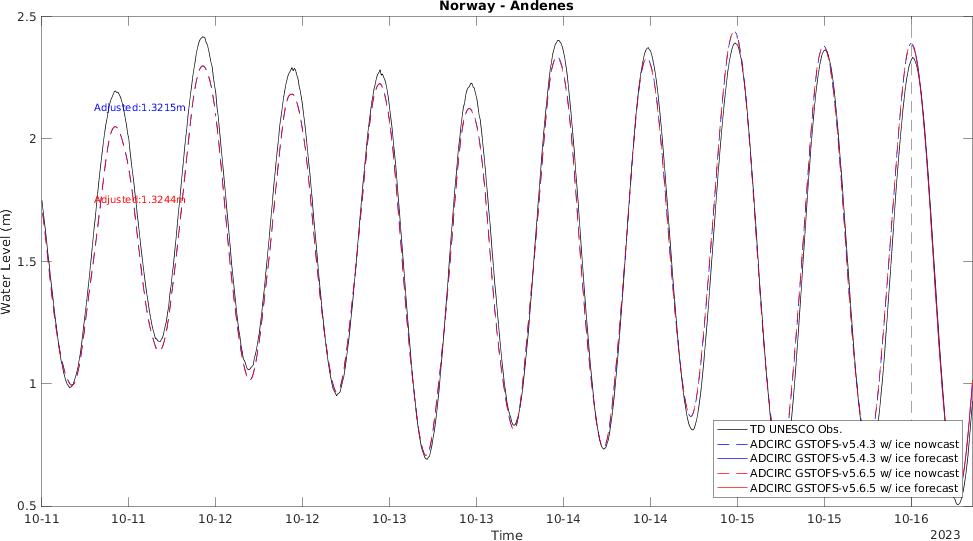 Norway - Andenes
2.5
2
1.5
1
0.5
Water Level (m)
Adjusted:1.3215m
Adjusted:1.3244m
TD UNESCO Obs.
ADCIRC GSTOFS-v5.4.3 w/ ice nowcast
ADCIRC GSTOFS-v5.4.3 w/ ice forecast
ADCIRC GSTOFS-v5.6.5 w/ ice nowcast
ADCIRC GSTOFS-v5.6.5 w/ ice forecast
10-11 10-11 10-12 10-12 10-13 10-13 10-14 10-14 10-15 10-15 10-16
Time
2023